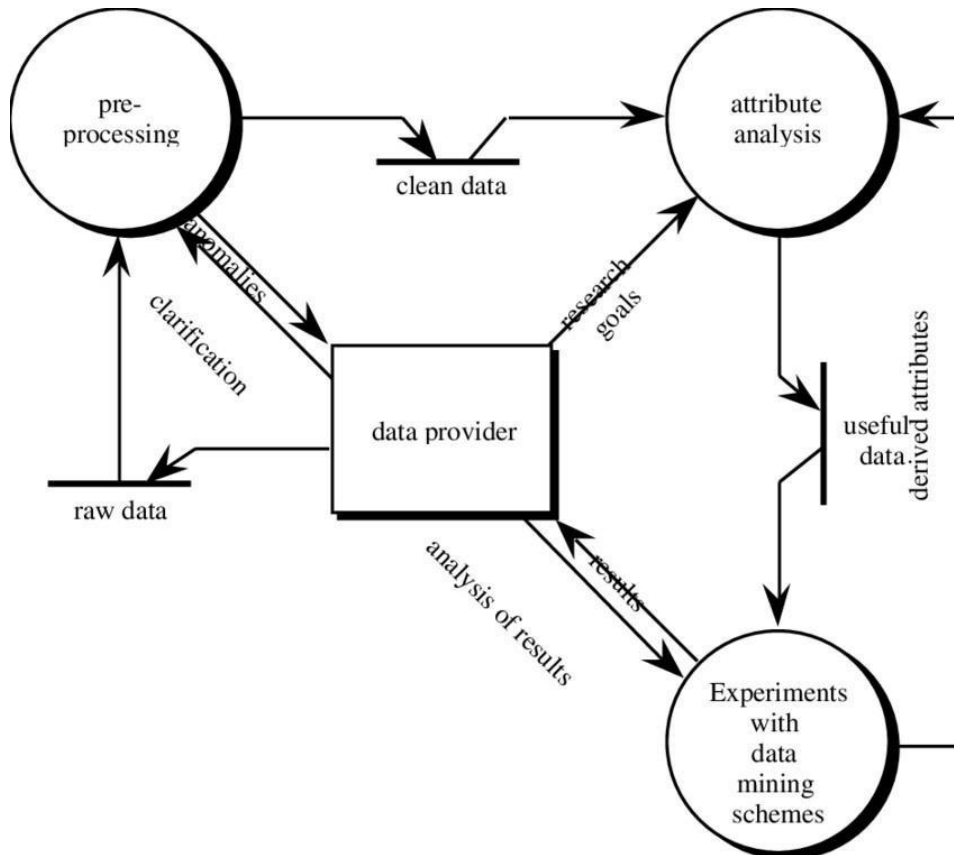 pre-
processing
attribute
analysis
clean data
anomalies
clarification
research
goals
data provider
useful
data.
derived attributes
raw data
analysis of results
results
Experiments
with
data
mining
schemes